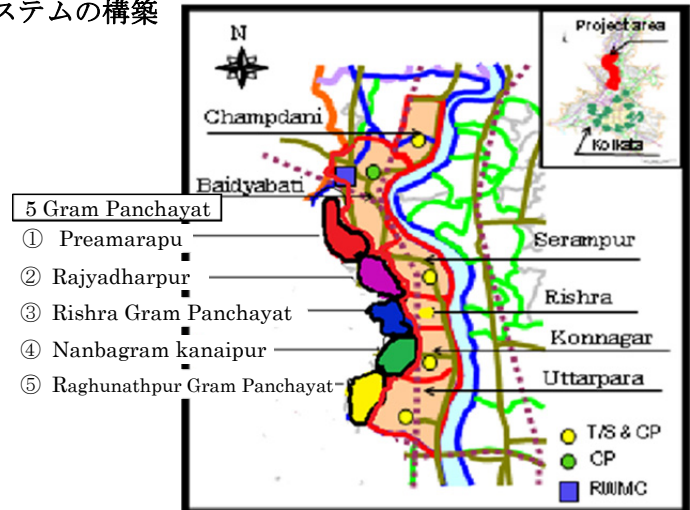 ステムの構築
N
Project area
Kolkata
Champdani
Baidyabati
5 Gram Panchayat
① Preamarapu
② Rajyadharpur
③ Rishra Gram Panchayat
④ Nanbagram kanaipur
⑤ Raghunathpur Gram Panchayat
Serampur
Rishra
Konnagar
Uttarpara
T/S & CP
CP
RWMC